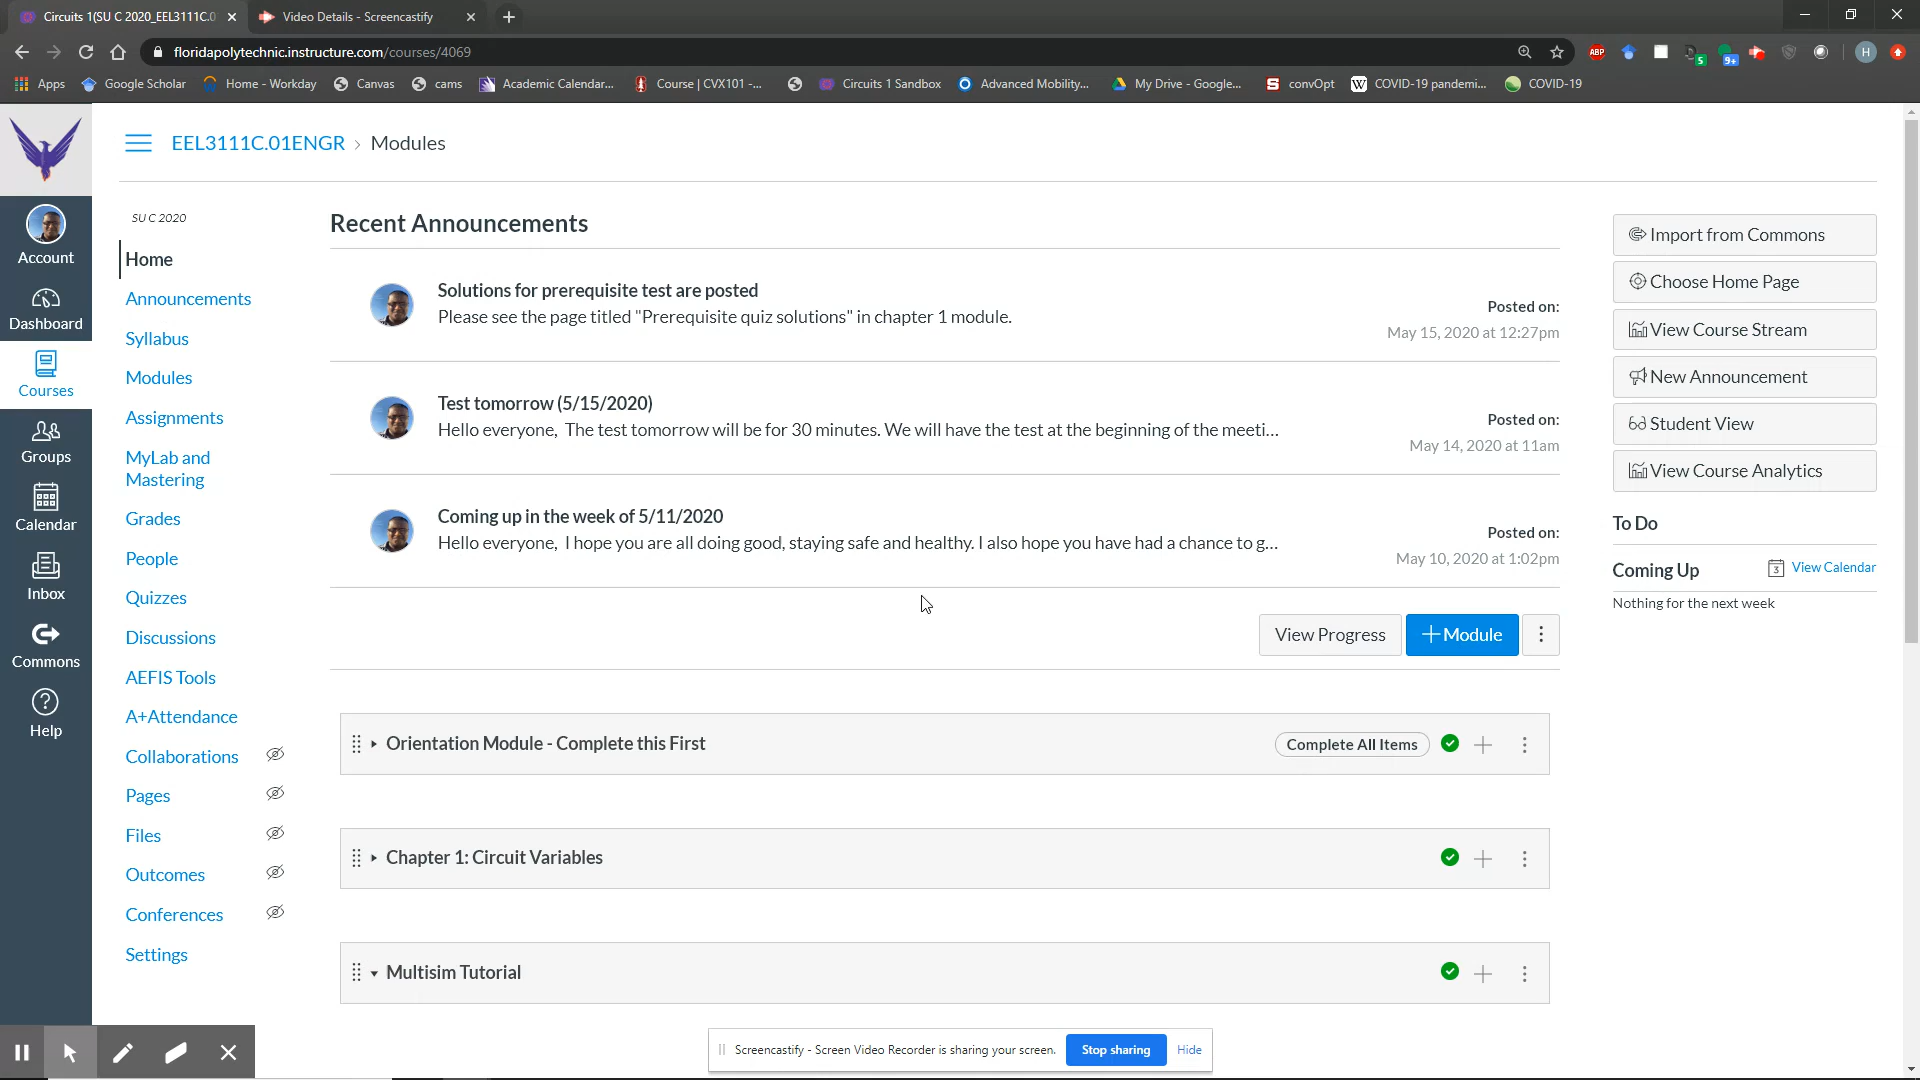 Circuits 1(SU C 2020_EEL3111C.0
Video Details - Screencastify
floridapolytechnic.instructure.com/courses/4069
ABP
5
9+
H
Apps
Google Scholar
Home - Workday
Canvas
cams
Academic Calendar...
Course | CVX101 -...
Circuits 1 Sandbox
Advanced Mobility...
My Drive - Google...
S convOpt
W COVID-19 pandemi...
COVID-19
EEL3111C.01ENGR › Modules
Account
Dashboard
Courses
Groups
Calendar
Inbox
Commons
Help
SU C 2020
Home
Announcements
Syllabus
Modules
Assignments
MyLab and
Mastering
Grades
People
Quizzes
Discussions
AEFIS Tools
A+Attendance
Collaborations
Pages
Files
Outcomes
Conferences
Settings
Recent Announcements
Solutions for prerequisite test are posted
Please see the page titled "Prerequisite quiz solutions" in chapter 1 module.
Posted on:
May 15, 2020 at 12:27pm
Test tomorrow (5/15/2020)
Hello everyone, The test tomorrow will be for 30 minutes. We will have the test at the beginning of the meeti...
Posted on:
May 14, 2020 at 11am
Coming up in the week of 5/11/2020
Hello everyone, I hope you are all doing good, staying safe and healthy. I also hope you have had a chance to g...
Posted on:
May 10, 2020 at 1:02pm
View Progress
+Module
Orientation Module - Complete this First
Complete All Items
Chapter 1: Circuit Variables
Multisim Tutorial
Import from Commons
Choose Home Page
View Course Stream
New Announcement
Student View
View Course Analytics
To Do
Coming Up
3 View Calendar
Nothing for the next week
Screencastify - Screen Video Recorder is sharing your screen.
Stop sharing
Hide